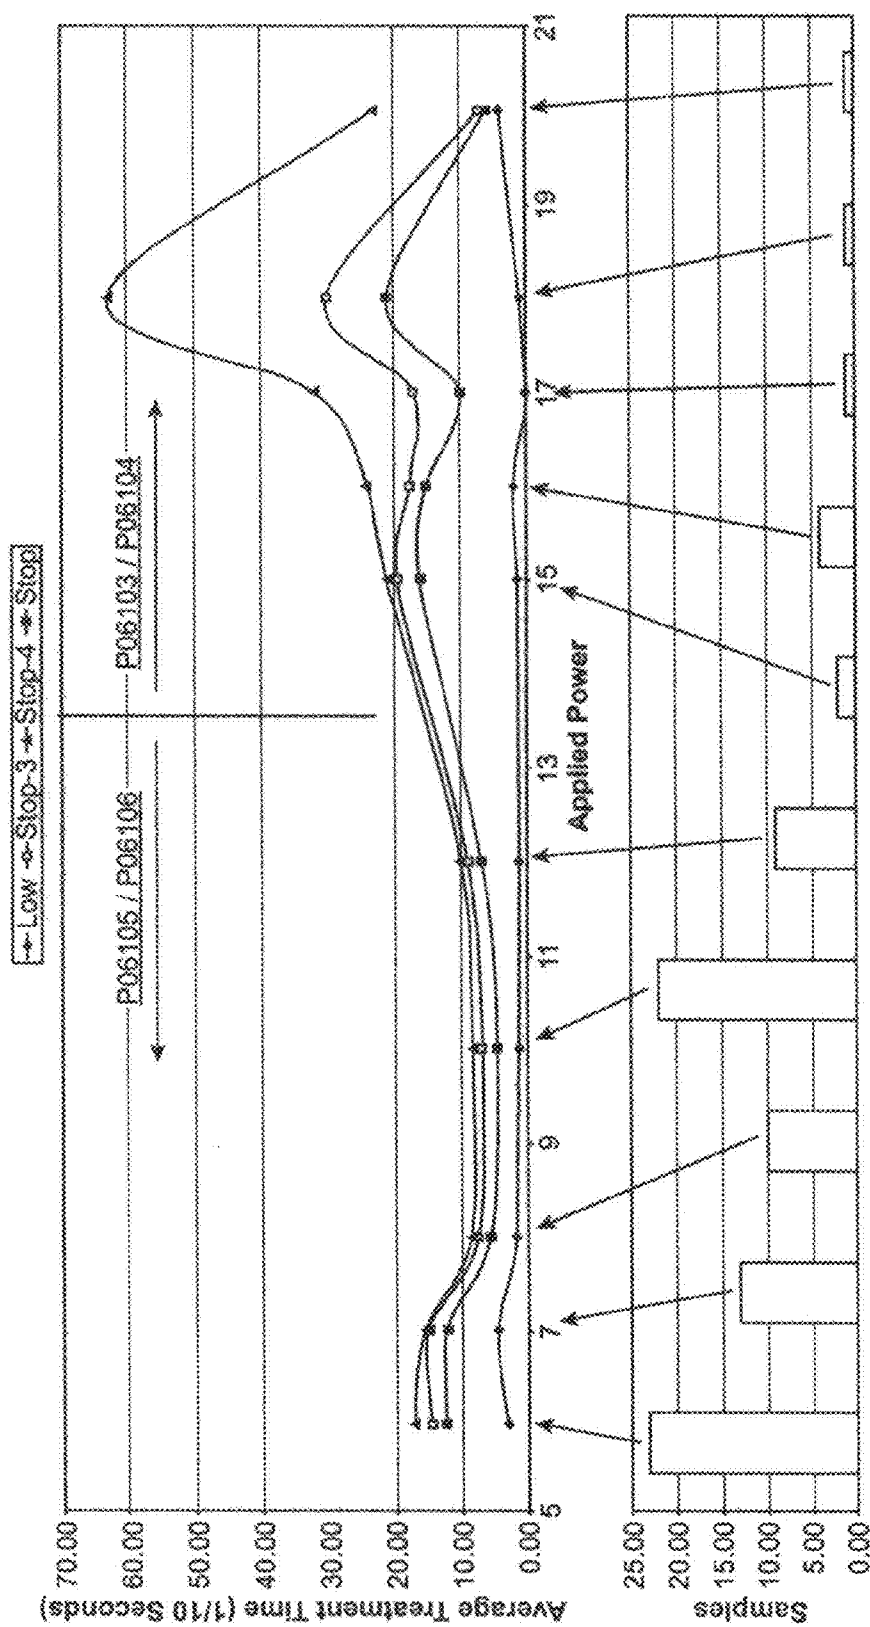 Low Stop-3 Stop-4 Stop
P06105 / P06106
P06103 / P06104
Average Treatment Time (1/10 Seconds)
70.00
60.00
50.00
40.00
30.00
20.00
10.00
0.00
5 7 9 11 13 15 17 19 21
Applied Power
Samples
25.00
20.00
15.00
10.00
5.00
0.00